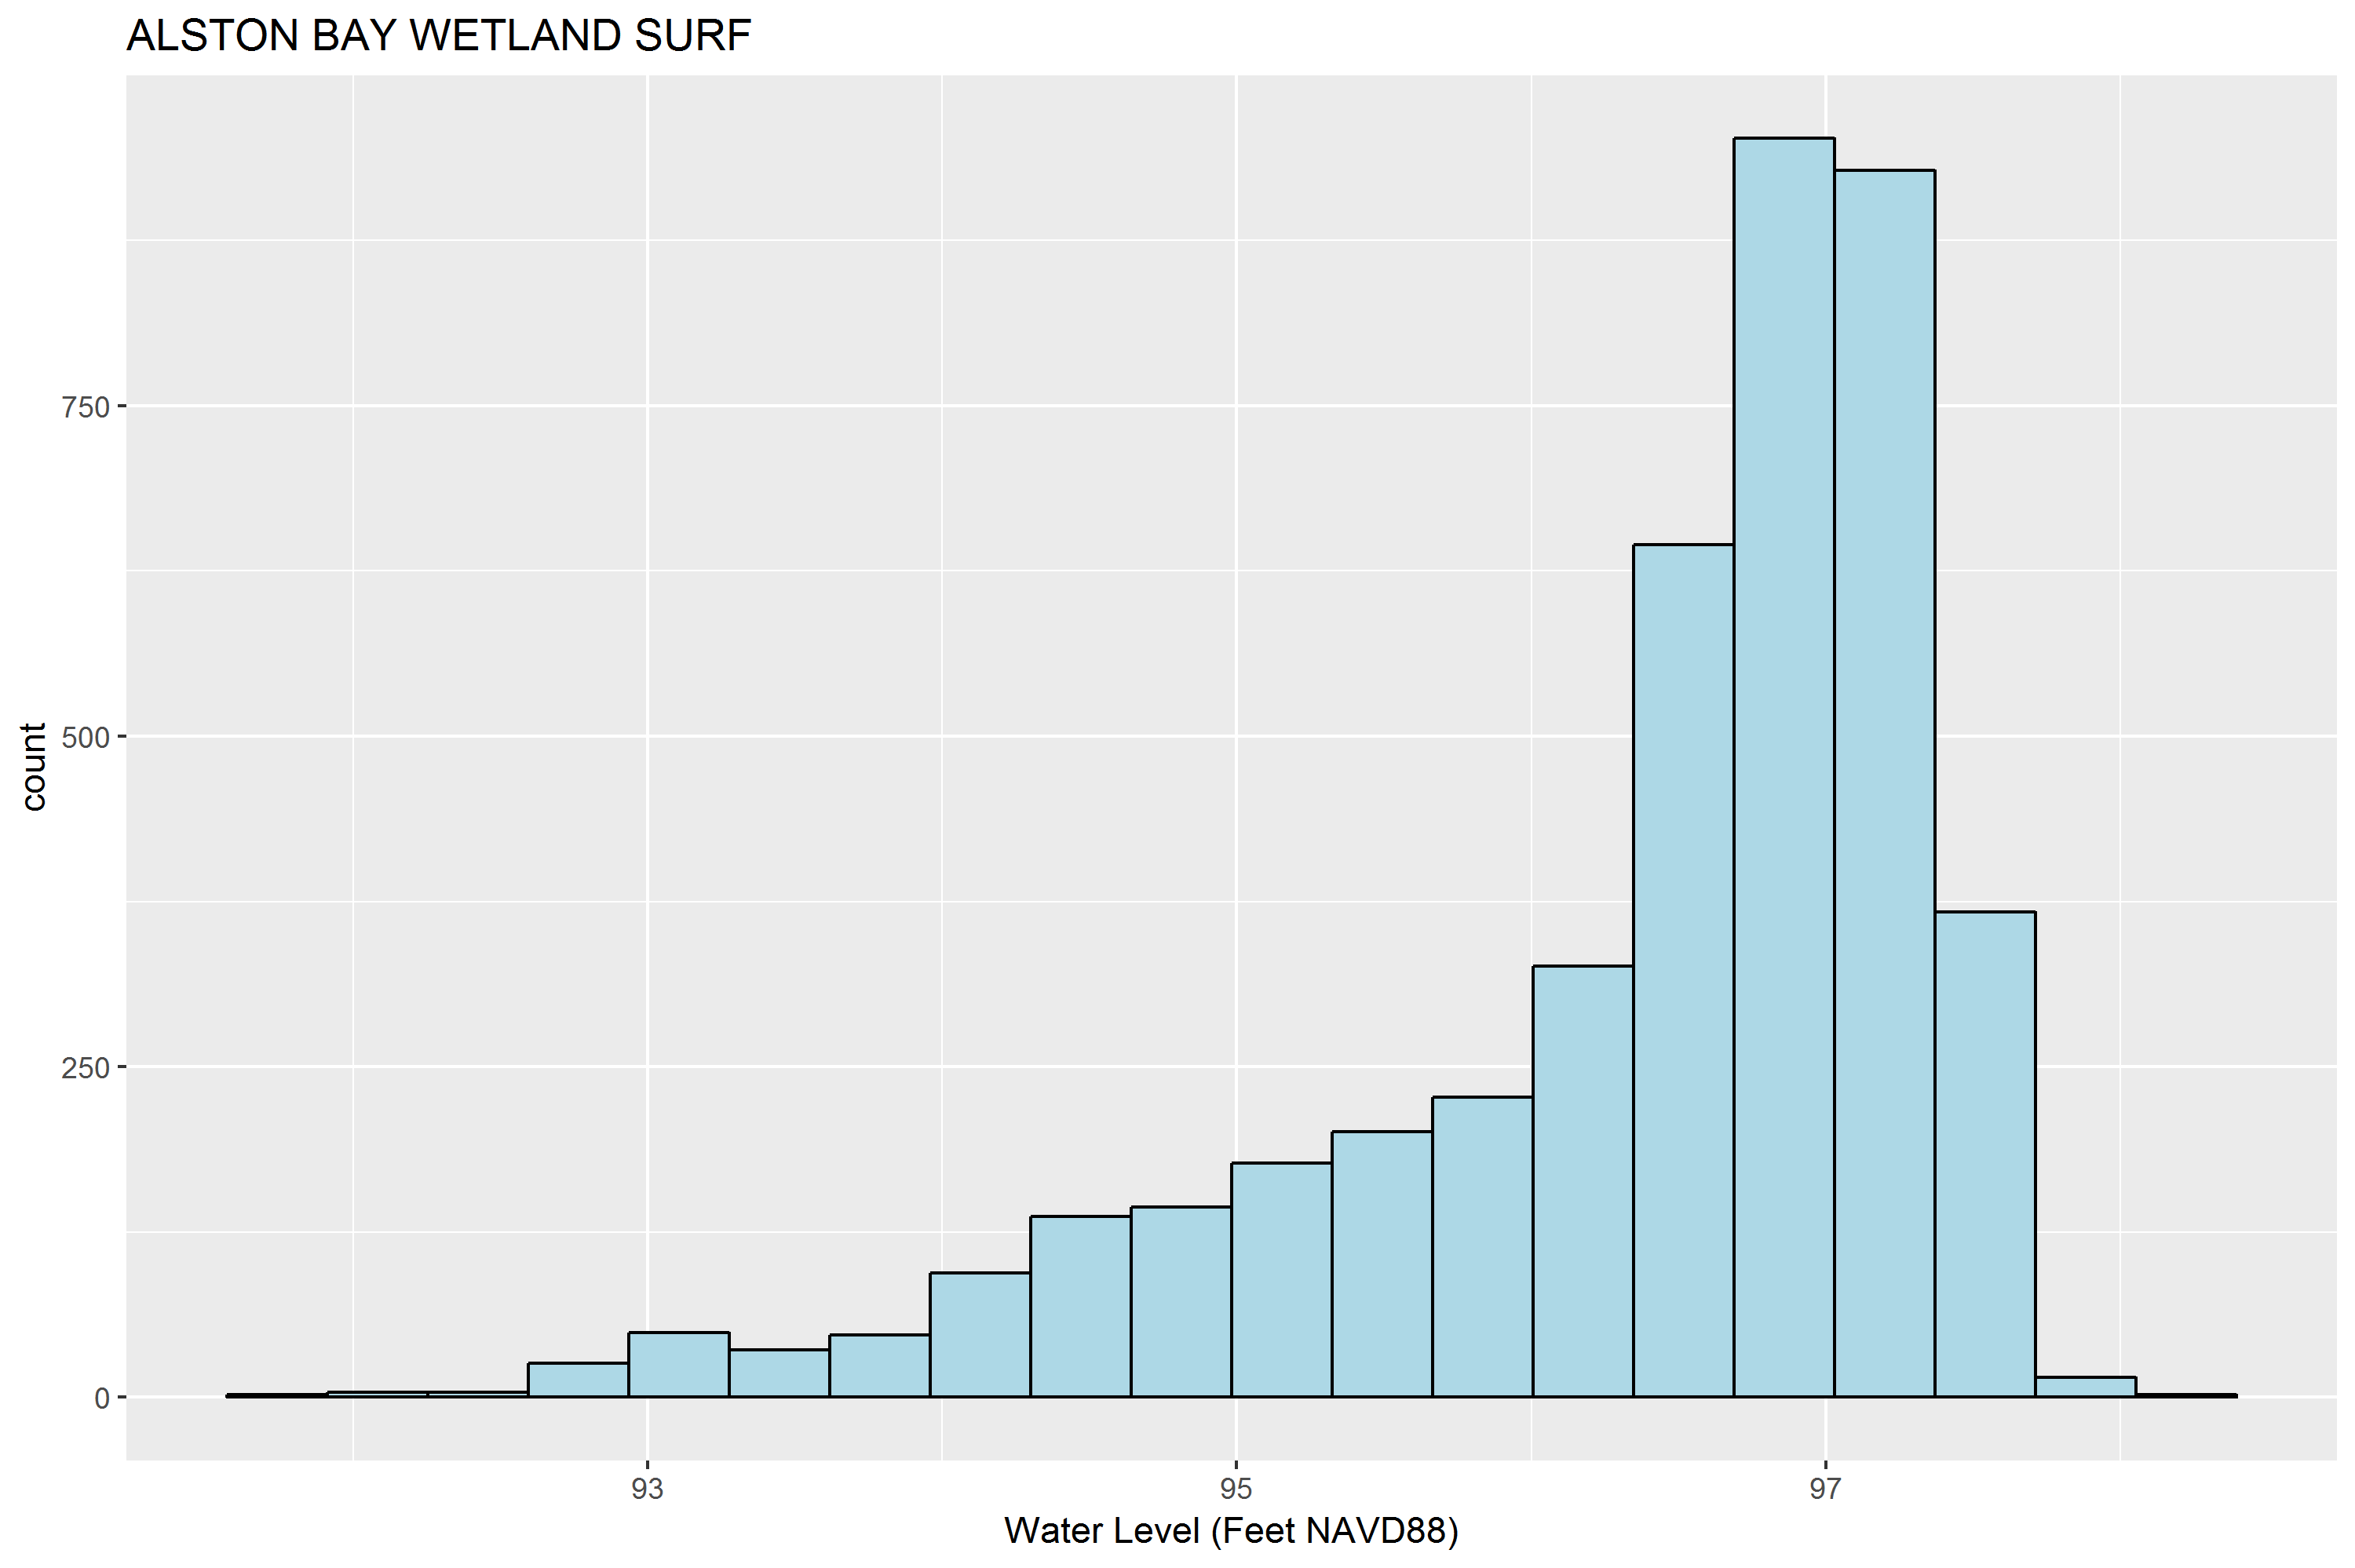 ALSTON BAY WETLAND SURF
count
750
500
250
0
93 95 97
Water Level (Feet NAVD88)